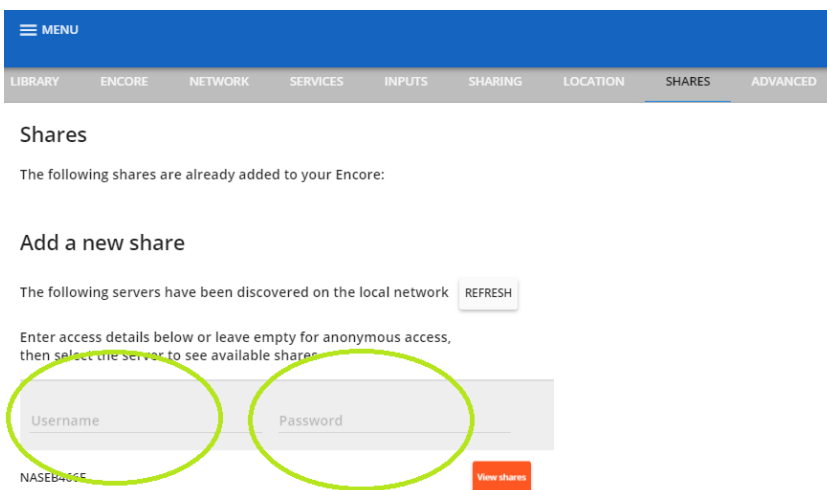 MENU
LIBRARY ENCORE NETWORK SERVICES INPUTS SHARING LOCATION SHARES ADVANCED
Shares
The following shares are already added to your Encore:
Add a new share
The following servers have been discovered on the local network REFRESH
Enter access details below or leave empty for anonymous access,
then select the server to see available shares
Username Password
NASEB466F View shares